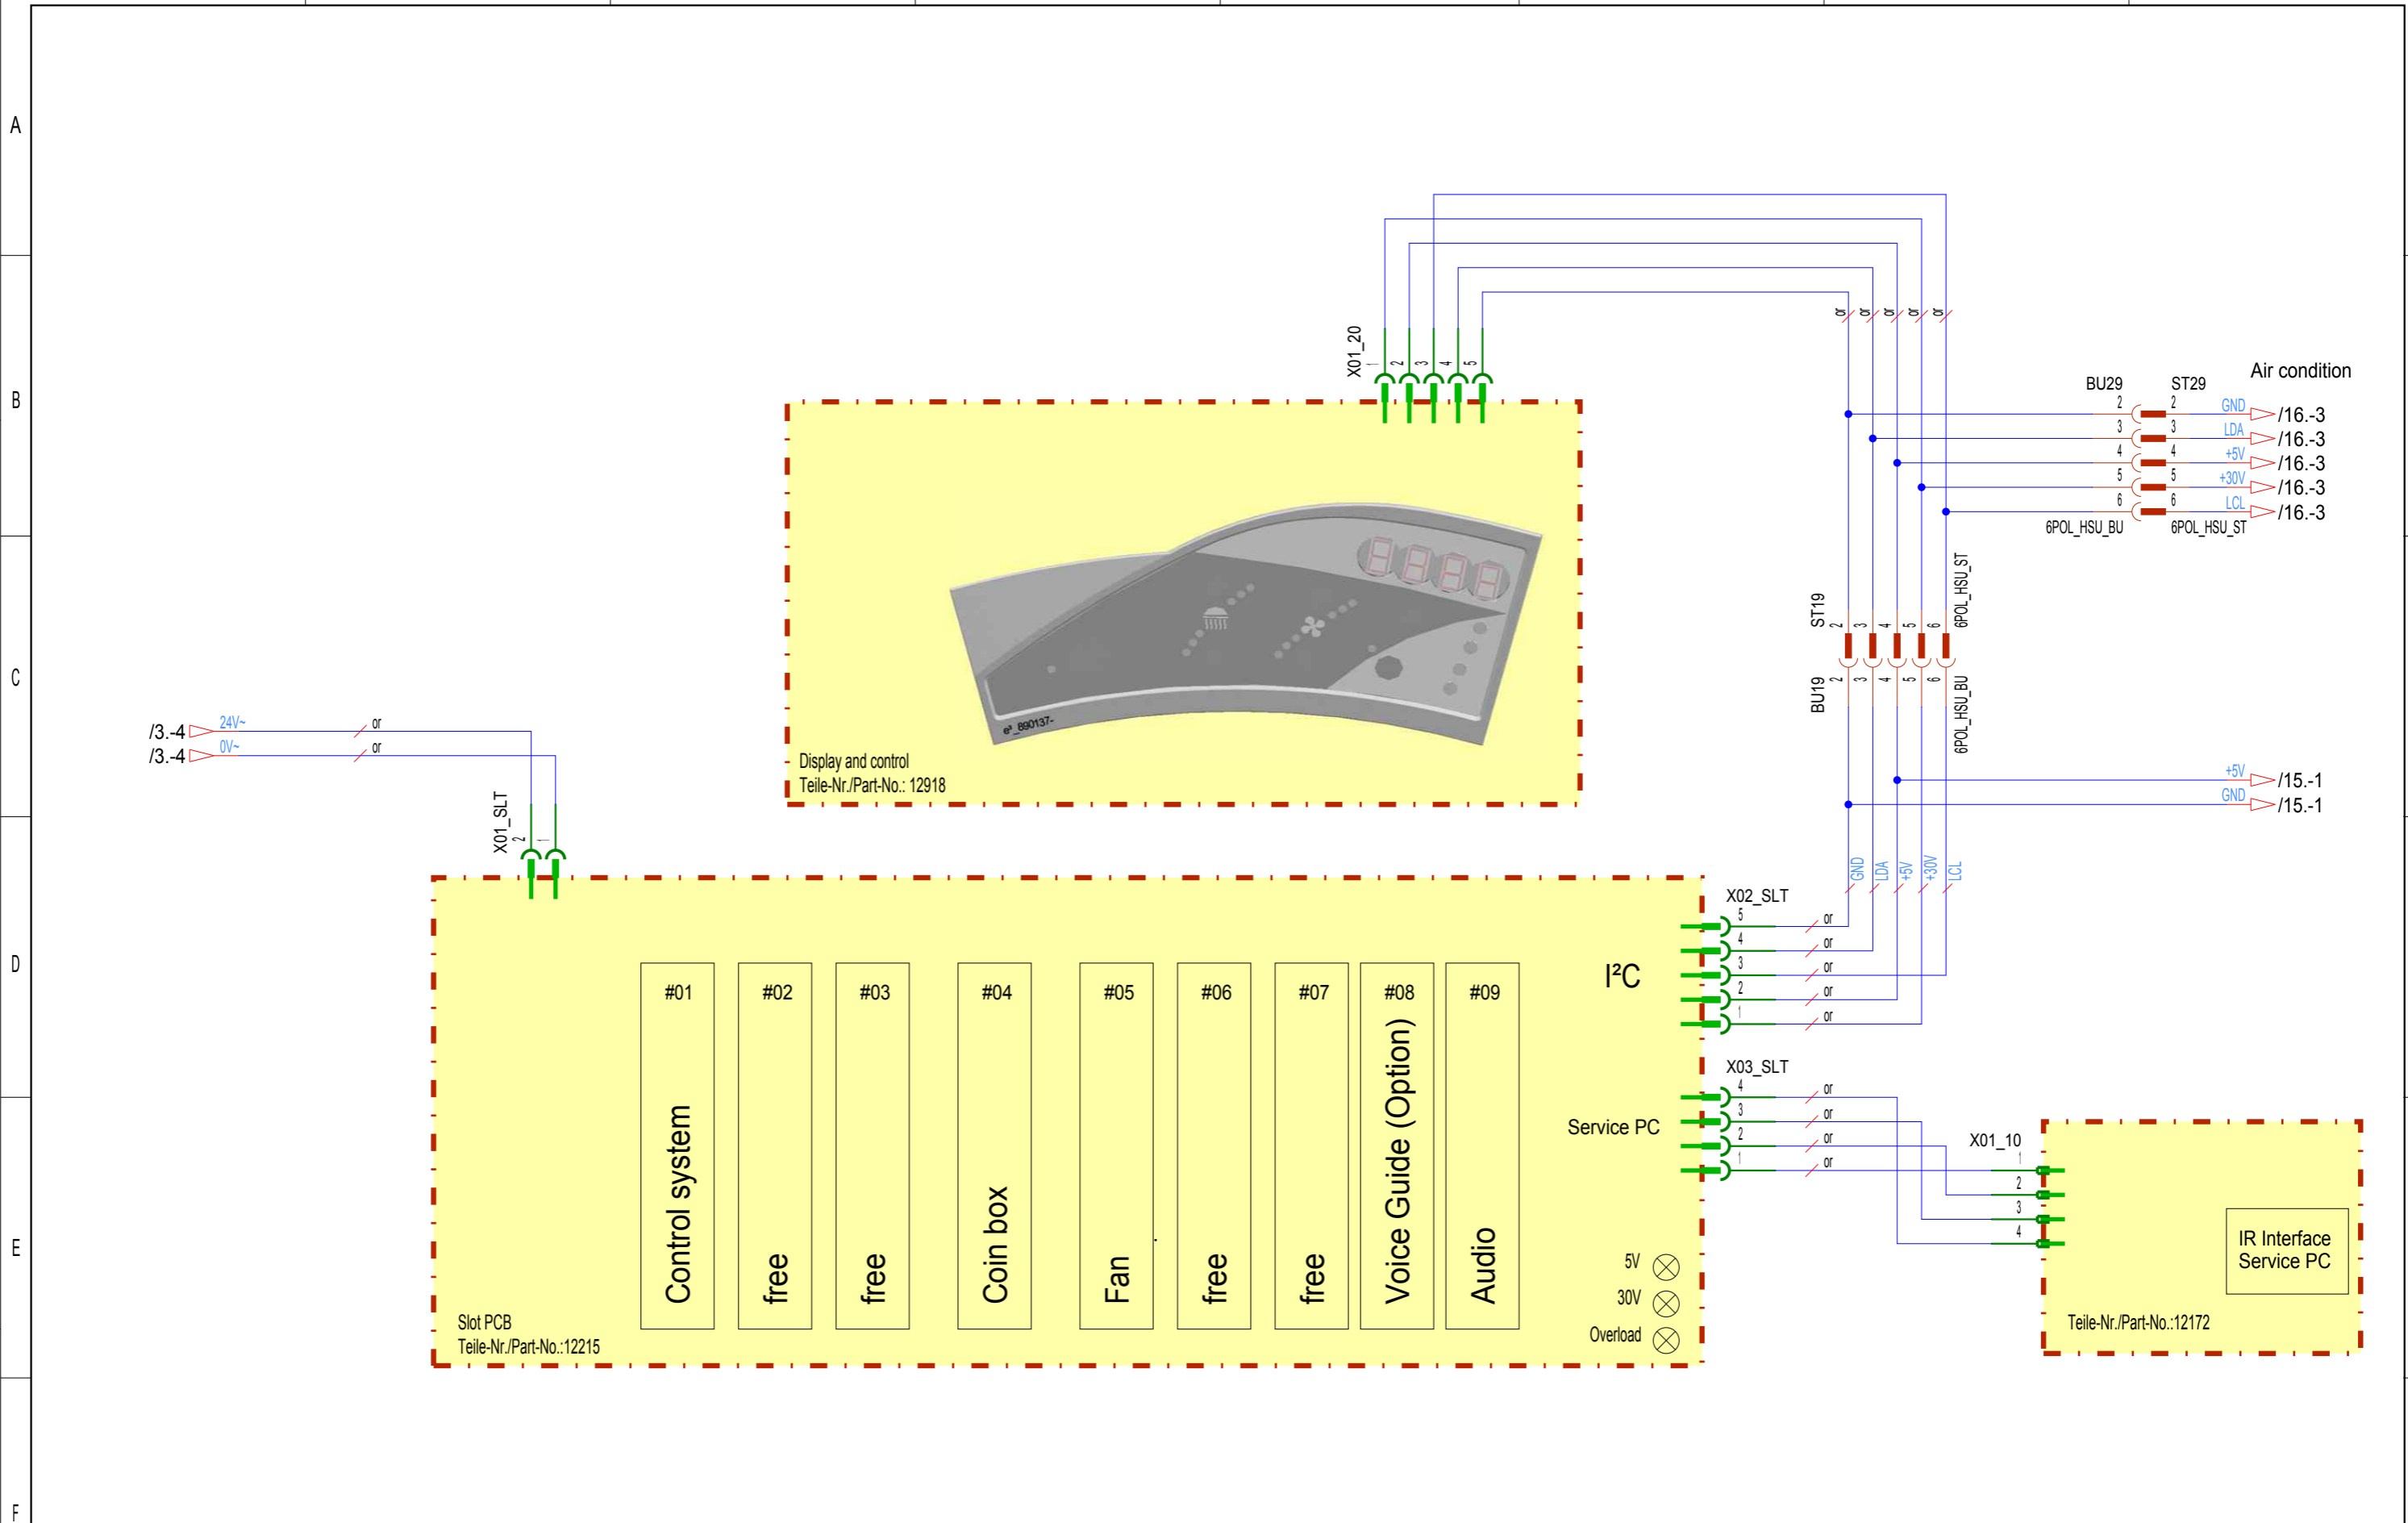 A
B
C
D
E
F
X01_20
1
2
3
4
5
or
or
or
or
or
Air condition
BU29
ST29
2
2
GND
/16.-3
3
3
LDA
/16.-3
4
4
+5V
/16.-3
5
5
+30V
/16.-3
6
6
LCL
/16.-3
6POL_HSU_BU
6POL_HSU_ST
ST19
2
3
4
5
6
6POL_HSU_ST
BU19
2
3
4
5
6
6POL_HSU_BU
e²_890137-
Display and control
Teile-Nr./Part-No.: 12918
/3.-4
24V~
or
/3.-4
0V~
or
X01_SLT
2
1
+5V
/15.-1
GND
/15.-1
GND
LDA
+5V
+30V
LCL
X02_SLT
5
or
4
or
3
or
2
or
1
or
I²C
#01
Control system
#02
free
#03
free
#04
Coin box
#05
Fan
#06
free
#07
free
#08
Voice Guide (Option)
#09
Audio
X03_SLT
4
or
3
or
2
or
1
or
Service PC
5V
30V
Overload
Slot PCB
Teile-Nr./Part-No.:12215
X01_10
1
2
3
4
IR Interface
Service PC
Teile-Nr./Part-No.:12172